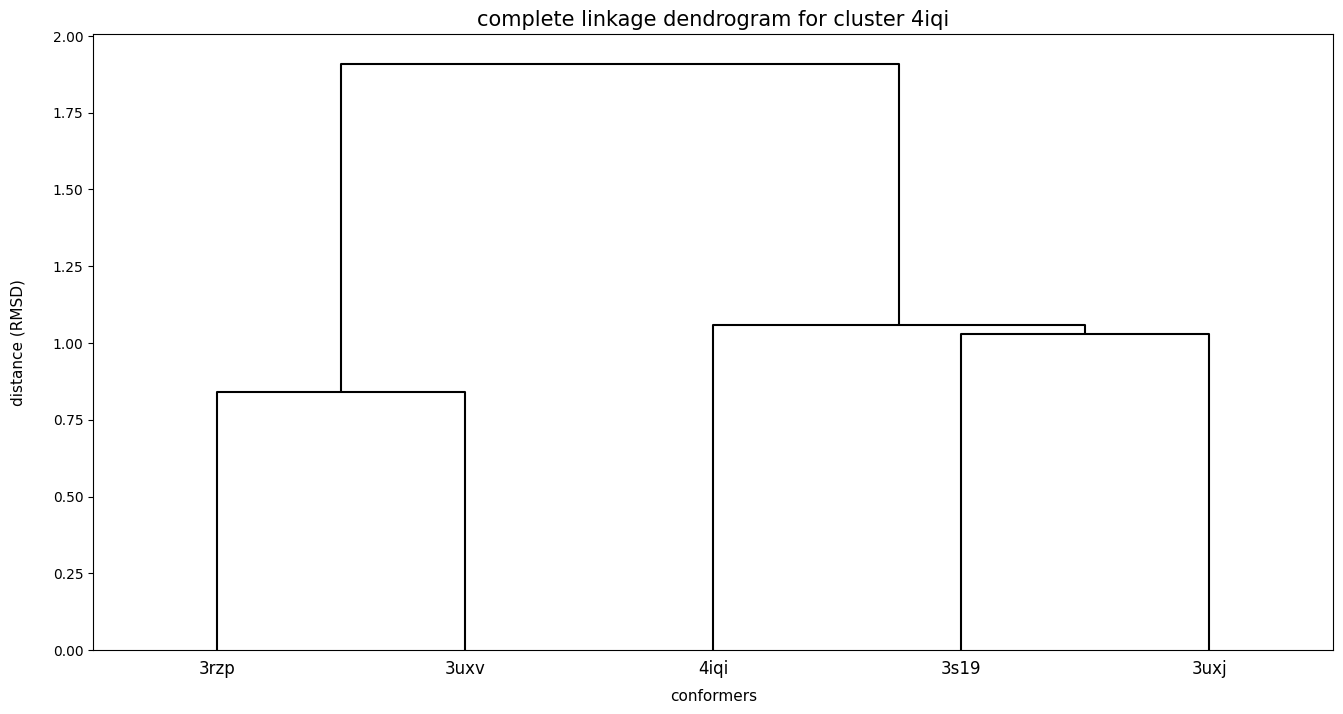 complete linkage dendrogram for cluster 4iqi
2.00
1.75
1.50
1.25
1.00
0.75
0.50
0.25
0.00
distance (RMSD)
3rzp 3uxv 4iqi 3s19 3uxj
conformers